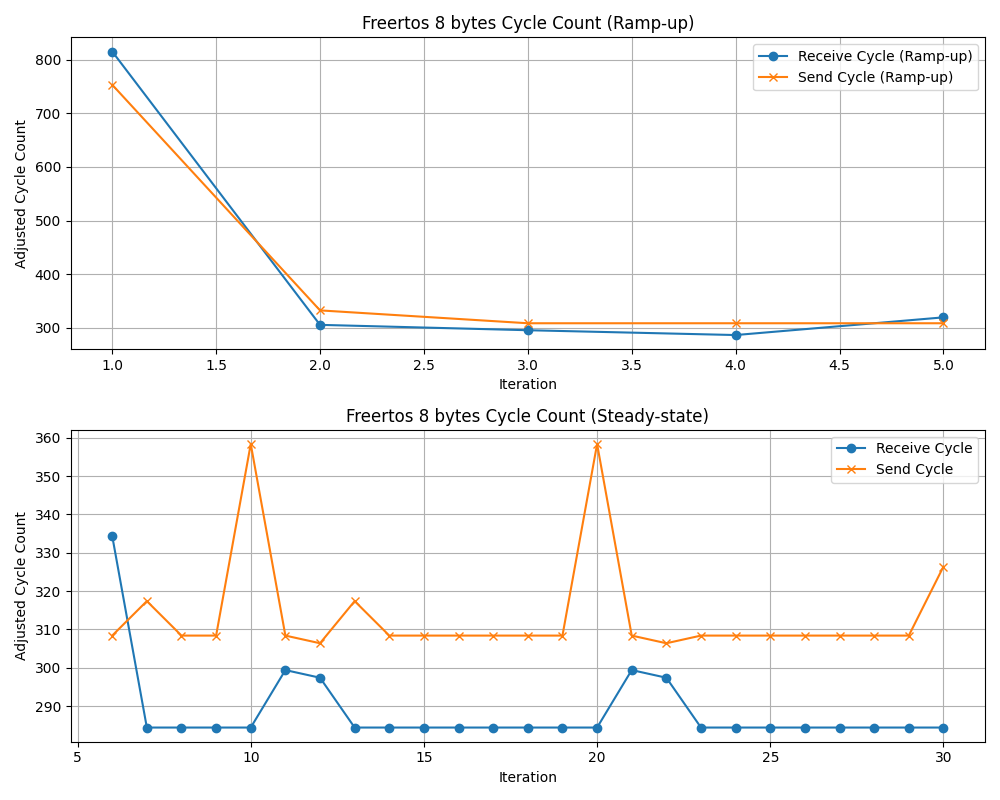 Freertos 8 bytes Cycle Count (Ramp-up)
Adjusted Cycle Count
800
700
600
500
400
300
Receive Cycle (Ramp-up)
Send Cycle (Ramp-up)
1.0 1.5 2.0 2.5 3.0 3.5 4.0 4.5 5.0
Iteration
Freertos 8 bytes Cycle Count (Steady-state)
Adjusted Cycle Count
360
350
340
330
320
310
300
290
Receive Cycle
Send Cycle
5 10 15 20 25 30
Iteration